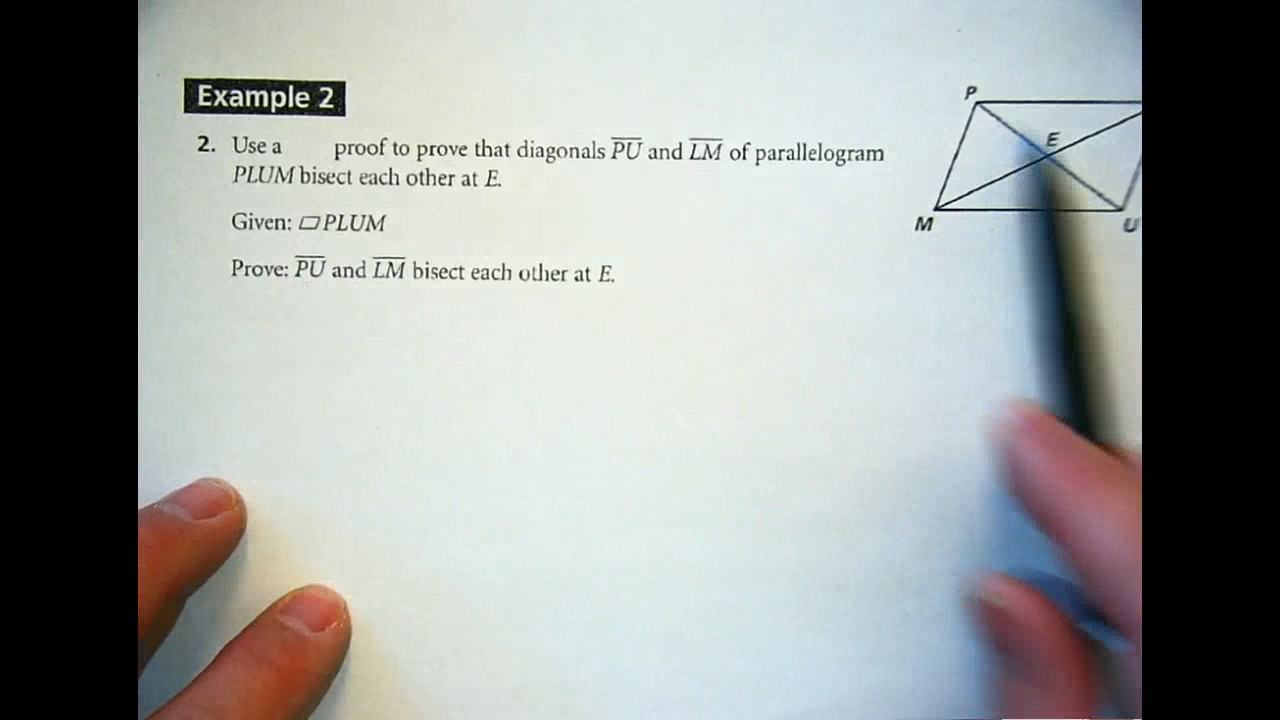 Example 2
P
2. Use a proof to prove that diagonals PU and LM of parallelogram
E
PLUM bisect each other at E.
Given: ▱PLUM
M
U
Prove: PU and LM bisect each other at E.